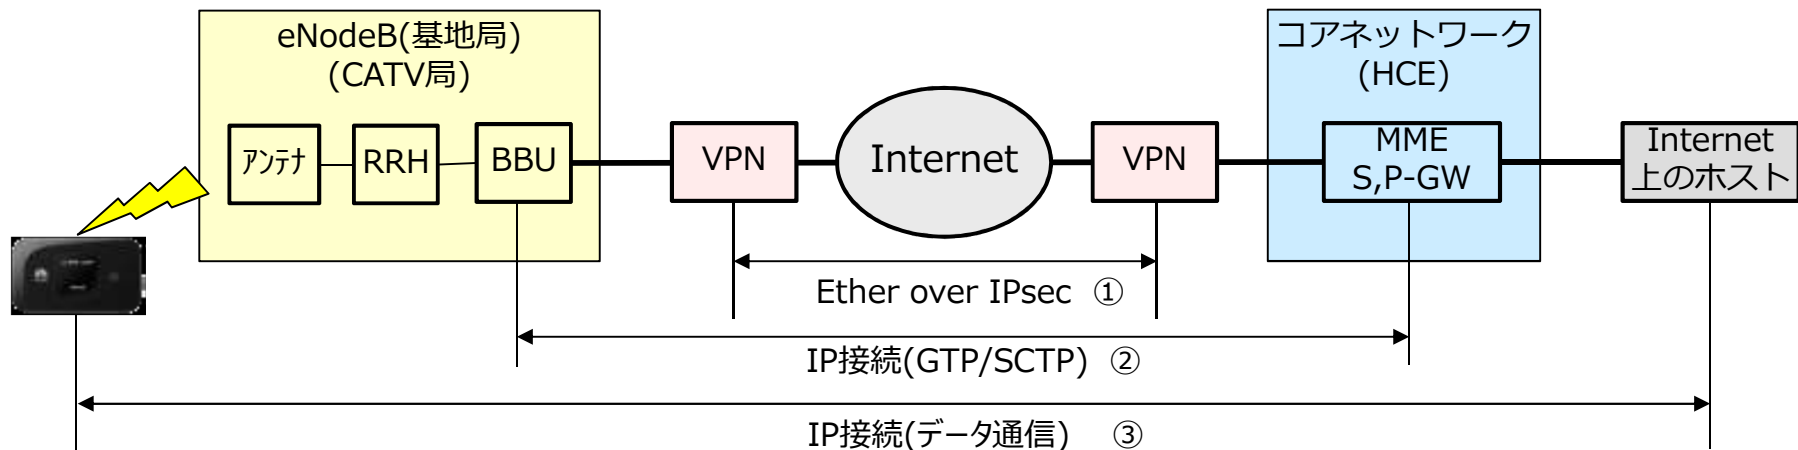 eNodeB(基地局)
(CATV局)
コアネットワーク
(HCE)
ｱﾝﾃﾅ
RRH
BBU
VPN
Internet
VPN
MME
S,P-GW
Internet
上のホスト
Ether over IPsec ①
IP接続(GTP/SCTP) ②
IP接続(データ通信) ③